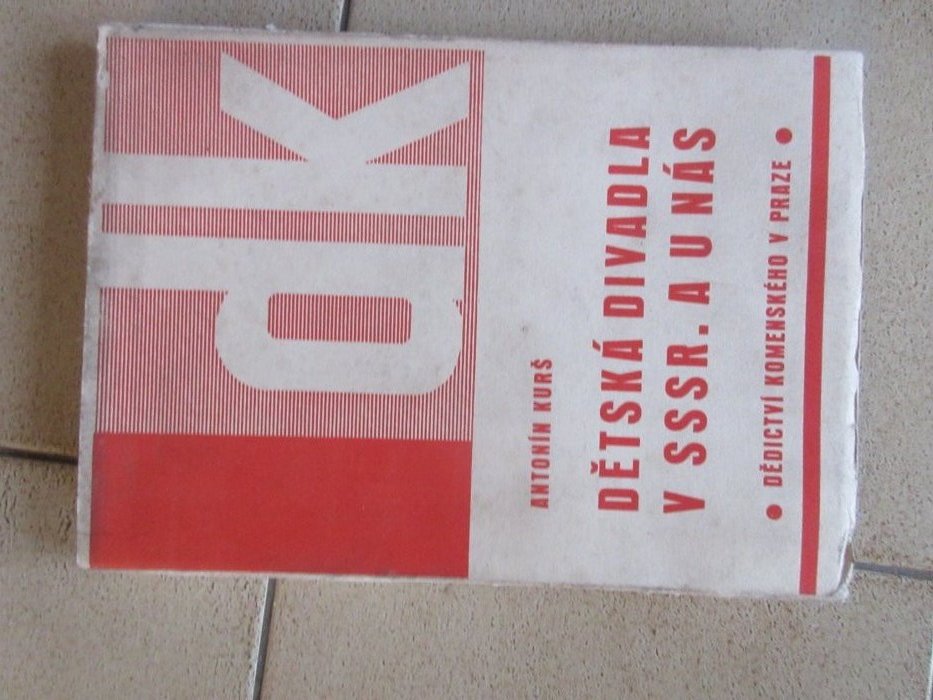 dk
ANTONÍN KURŠ
DĚTSKÁ DIVADLA
V SSSR. A U NÁS
• DĚDICTVÍ KOMENSKÉHO V PRAZE •